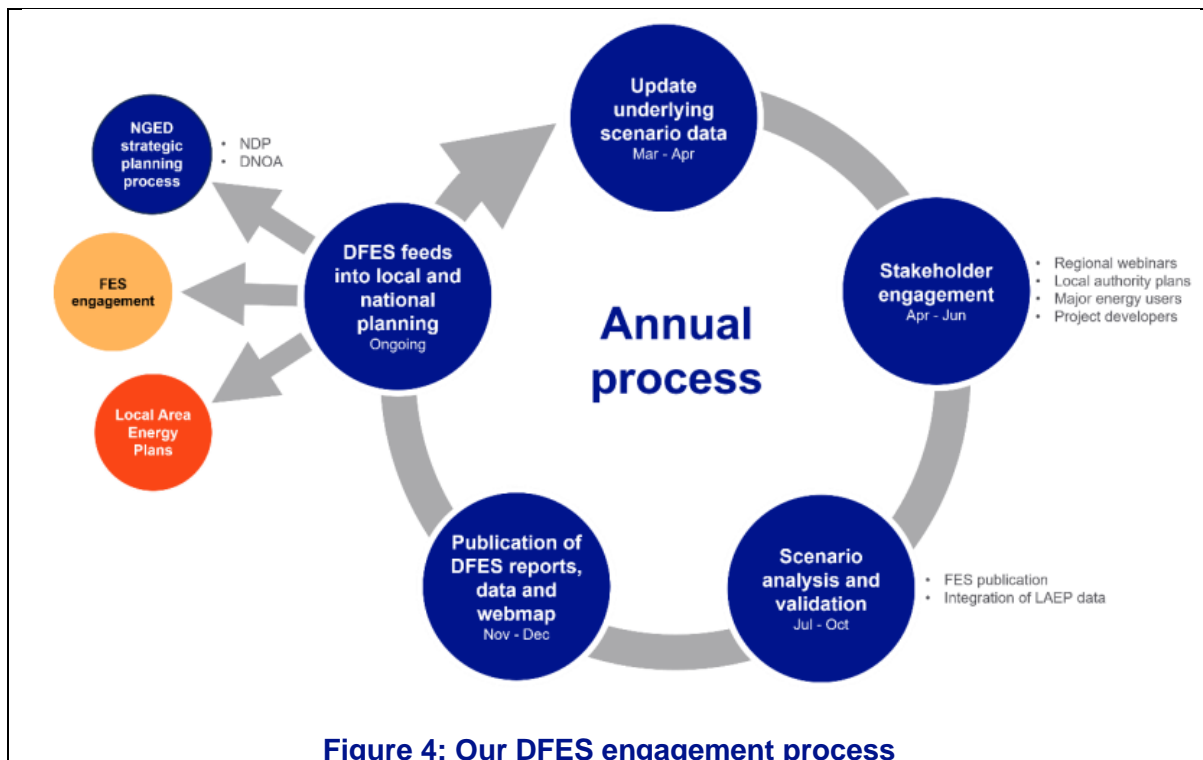 Update
underlying
scenario data
Mar - Apr
NGED
strategic
planning
process
• NDP
• DNOA
DFES feeds
into local and
national
planning
Ongoing
Stakeholder
engagement
Apr - Jun
• Regional webinars
• Local authority plans
• Major energy users
• Project developers
FES
engagement
Annual
process
Local Area
Energy
Plans
Publication of
DFES reports,
data and
webmap
Nov - Dec
Scenario
analysis and
validation
Jul - Oct
• FES publication
• Integration of LAEP data
Figure 4: Our DFES engagement process